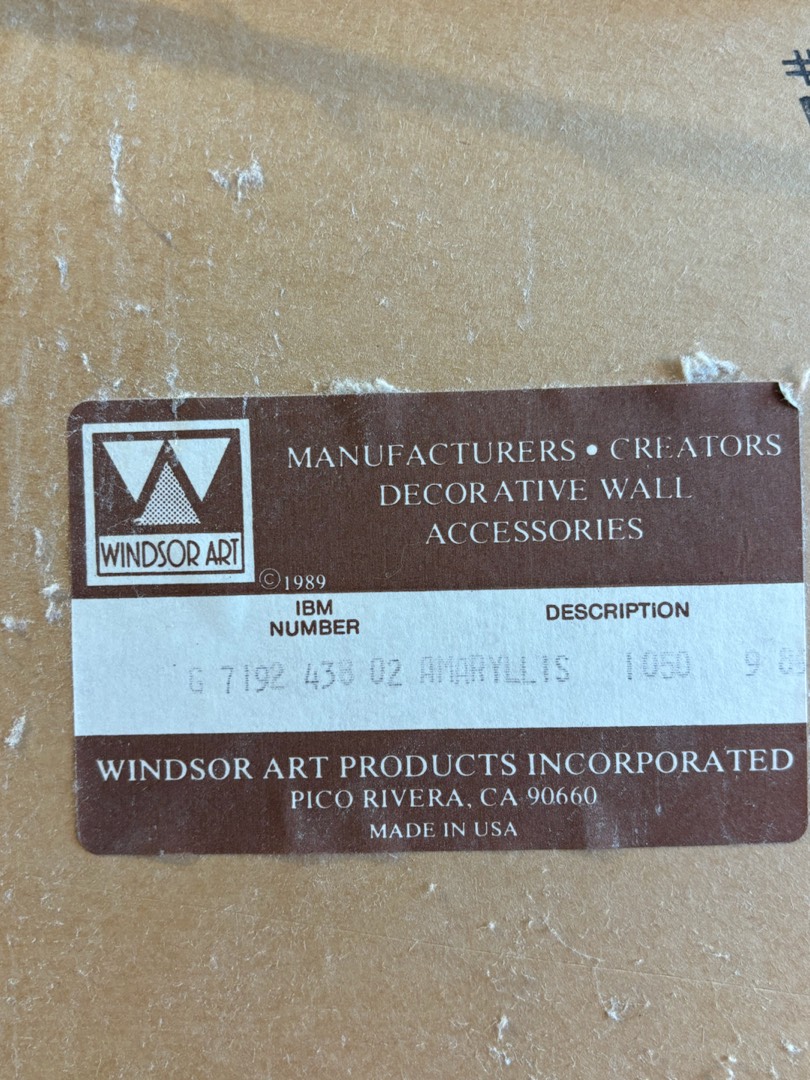 #
MANUFACTURERS • CREATORS
DECORATIVE WALL
ACCESSORIES
WINDSOR ART
©1989
IBM
NUMBER
DESCRIPTION
G 7192 438 02 AMARYLLIS 1050 9
WINDSOR ART PRODUCTS INCORPORATED
PICO RIVERA, CA 90660
MADE IN USA